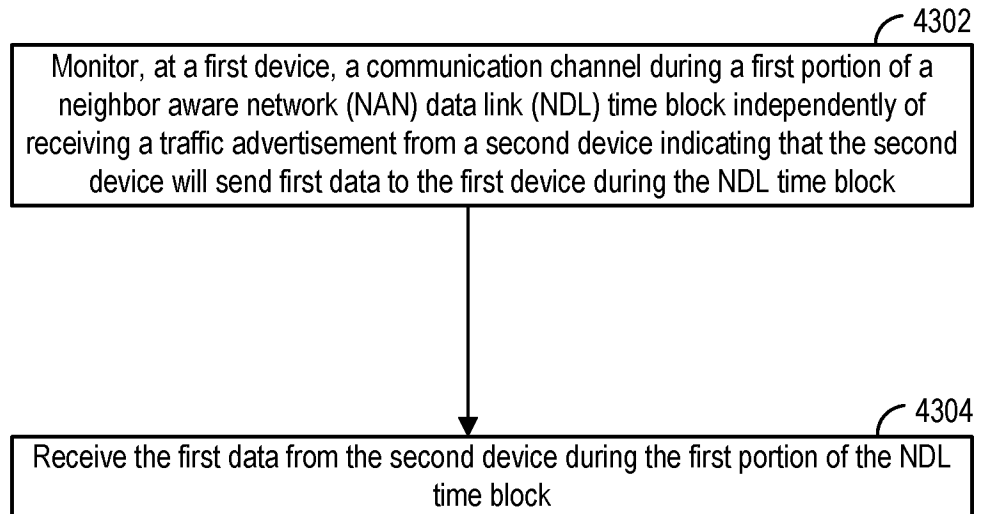 4302
Monitor, at a first device, a communication channel during a first portion of a
neighbor aware network (NAN) data link (NDL) time block independently of
receiving a traffic advertisement from a second device indicating that the second
device will send first data to the first device during the NDL time block
4304
Receive the first data from the second device during the first portion of the NDL
time block